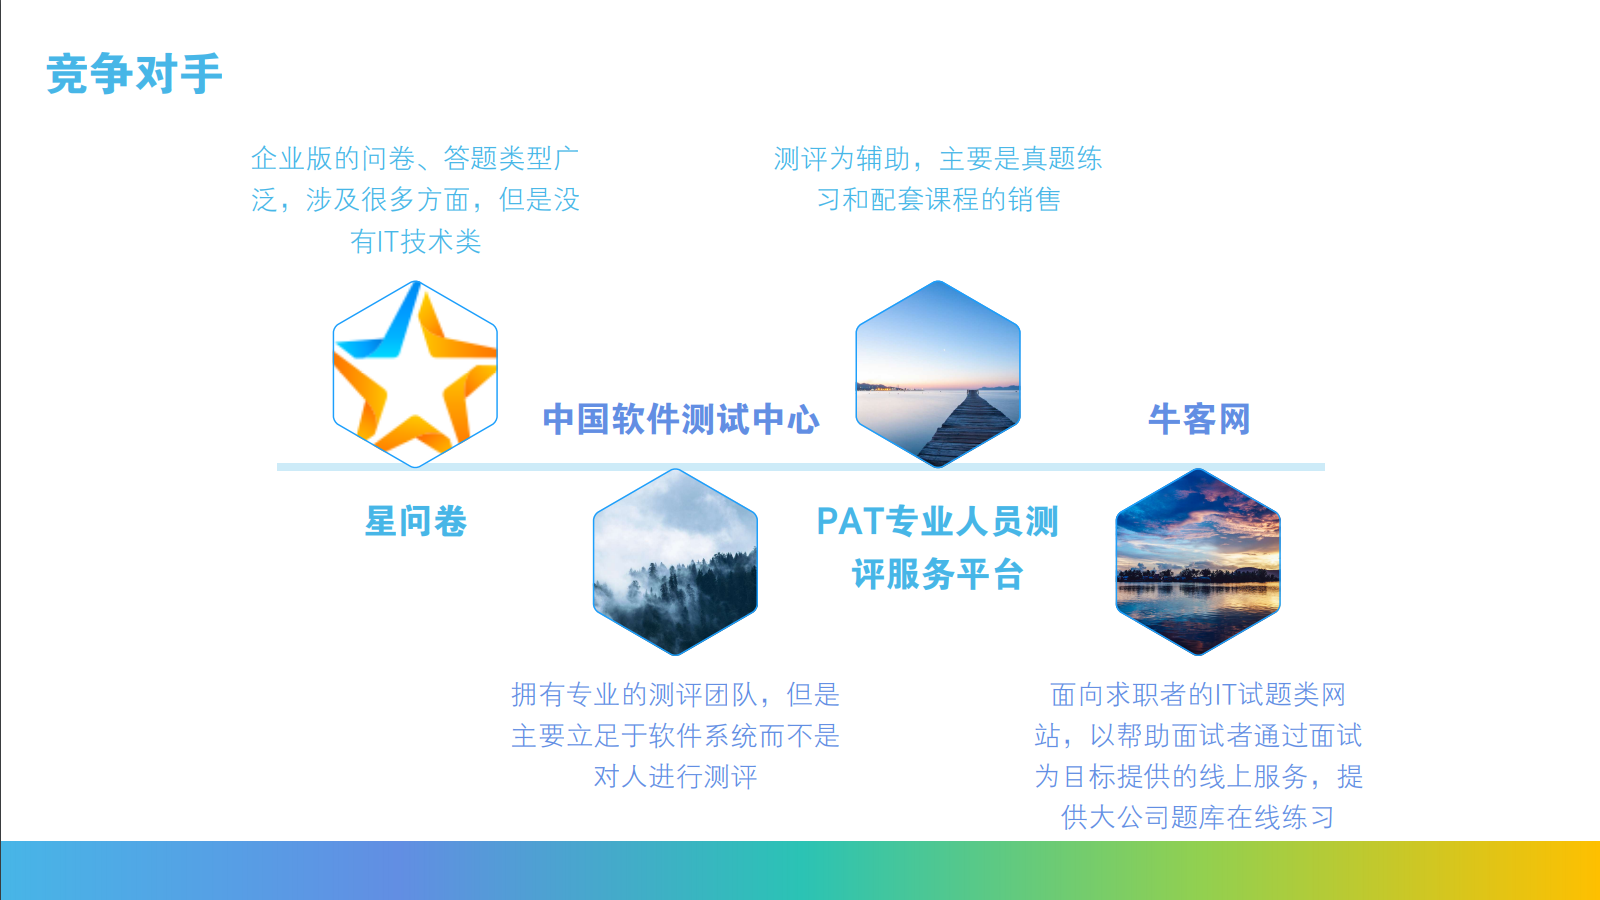 竞争对手
企业版的问卷、答题类型广
泛，涉及很多方面，但是没
有IT技术类
星问卷
中国软件测试中心
拥有专业的测评团队，但是
主要立足于软件系统而不是
对人进行测评
测评为辅助，主要是真题练
习和配套课程的销售
PAT专业人员测
评服务平台
牛客网
面向求职者的IT试题类网
站，以帮助面试者通过面试
为目标提供的线上服务，提
供大公司题库在线练习